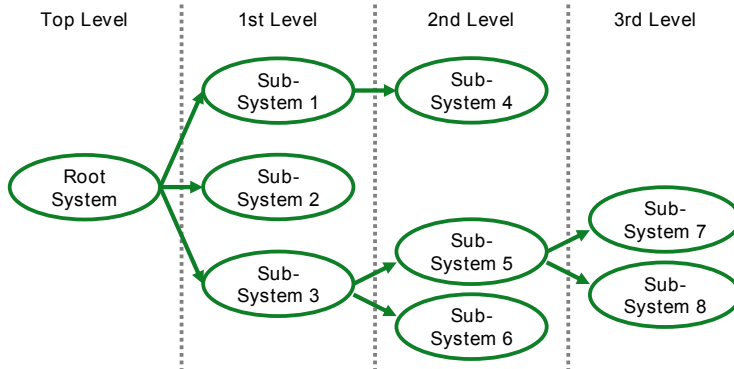 Top Level
1st Level
2nd Level
3rd Level
Sub-
System 1
Sub-
System 4
Root
System
Sub-
System 2
Sub-
System 3
Sub-
System 5
Sub-
System 6
Sub-
System 7
Sub-
System 8